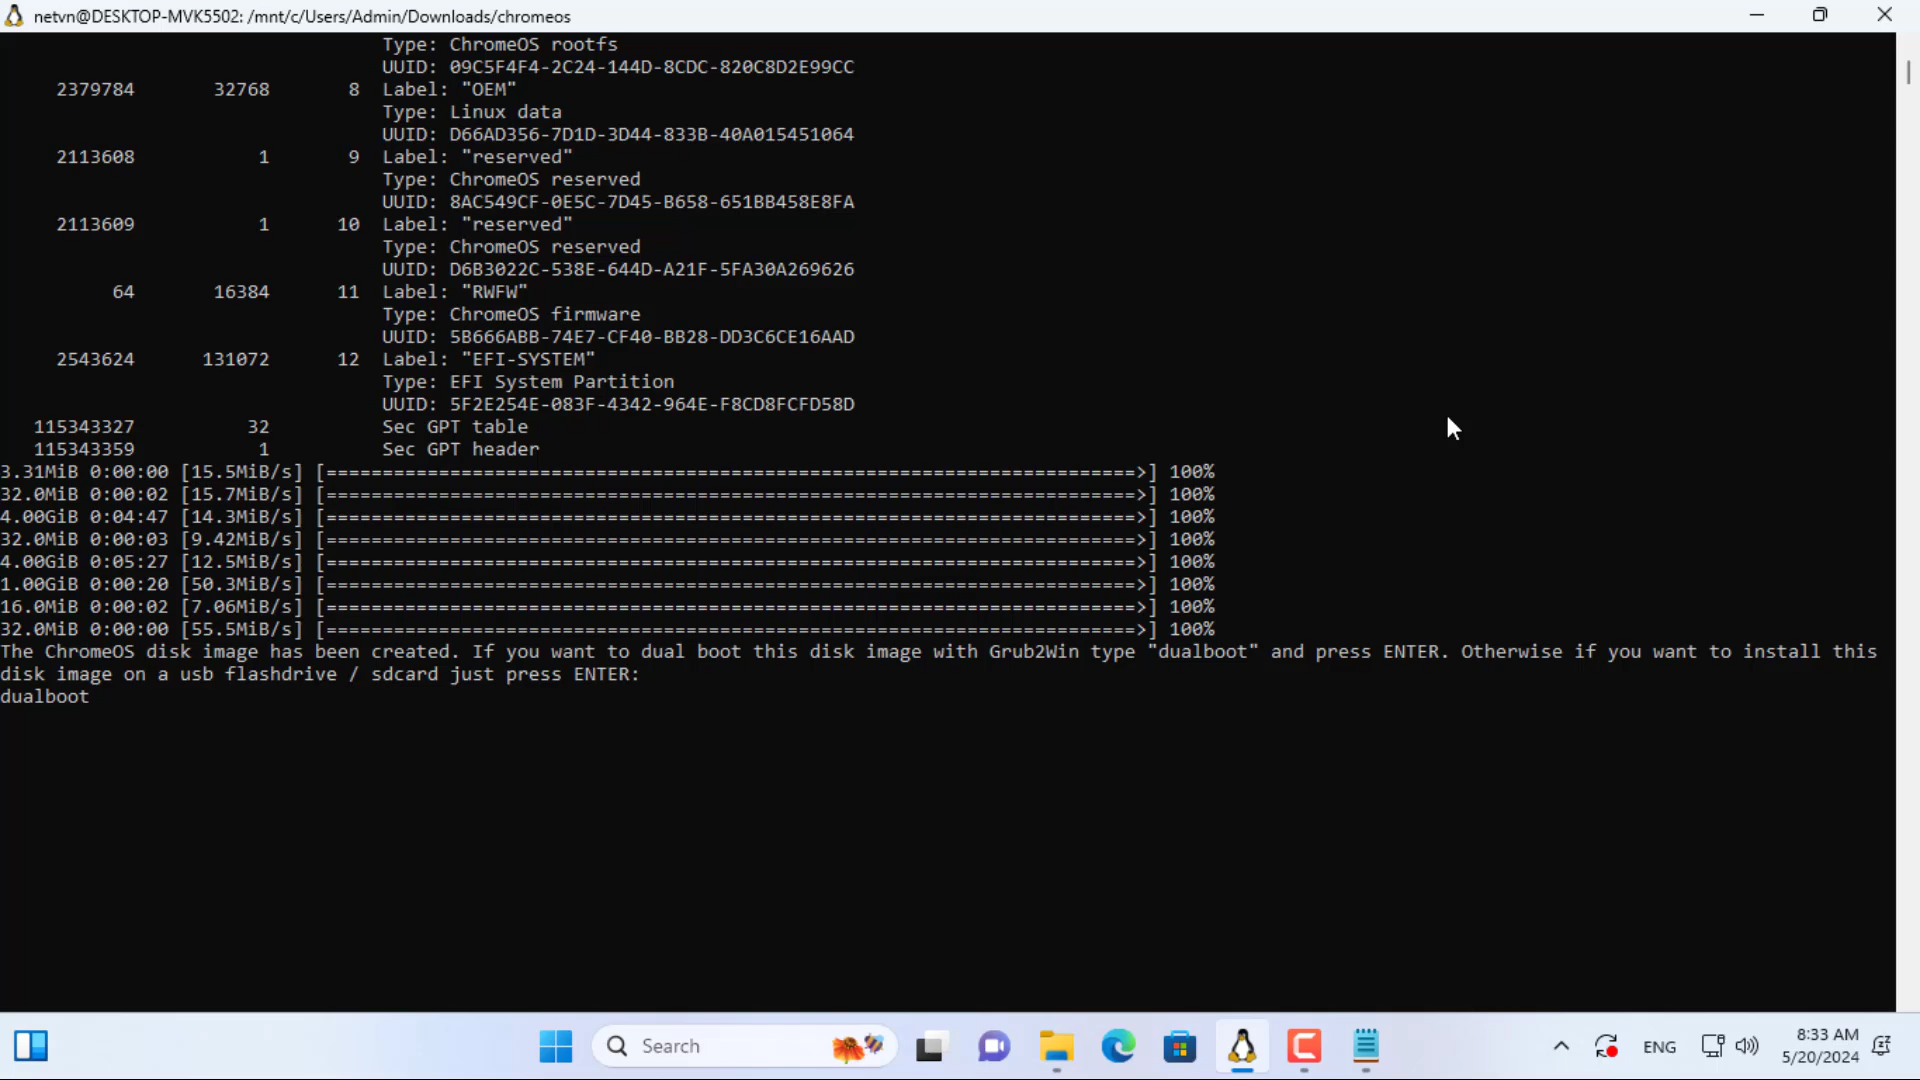 netvn@DESKTOP-MVK5502: /mnt/c/Users/Admin/Downloads/chromeos
Type: ChromeOS rootfs
UUID: 09C5F4F4-2C24-144D-8CDC-820C8D2E99CC
2379784 32768 8 Label: "OEM"
Type: Linux data
UUID: D66AD356-7D1D-3D44-833B-40A015451064
2113608 1 9 Label: "reserved"
Type: ChromeOS reserved
UUID: 8AC549CF-0E5C-7D45-B658-651BB458E8FA
2113609 1 10 Label: "reserved"
Type: ChromeOS reserved
UUID: D6B3022C-538E-644D-A21F-5FA30A269626
64 16384 11 Label: "RWFW"
Type: ChromeOS firmware
UUID: 5B666ABB-74E7-CF40-BB28-DD3C6CE16AAD
2543624 131072 12 Label: "EFI-SYSTEM"
Type: EFI System Partition
UUID: 5F2E254E-083F-4342-964E-F8CD8FCFD58D
115343327 32 Sec GPT table
115343359 1 Sec GPT header
3.31MiB 0:00:00 [15.5MiB/s] [========================================================================>] 100%
32.0MiB 0:00:02 [15.7MiB/s] [========================================================================>] 100%
4.00GiB 0:04:47 [14.3MiB/s] [========================================================================>] 100%
32.0MiB 0:00:03 [9.42MiB/s] [========================================================================>] 100%
4.00GiB 0:05:27 [12.5MiB/s] [========================================================================>] 100%
1.00GiB 0:00:20 [50.3MiB/s] [========================================================================>] 100%
16.0MiB 0:00:02 [7.06MiB/s] [========================================================================>] 100%
32.0MiB 0:00:00 [55.5MiB/s] [========================================================================>] 100%
The ChromeOS disk image has been created. If you want to dual boot this disk image with Grub2Win type "dualboot" and press ENTER. Otherwise if you want to install this
disk image on a usb flashdrive / sdcard just press ENTER:
dualboot
Search
ENG
8:33 AM
5/20/2024